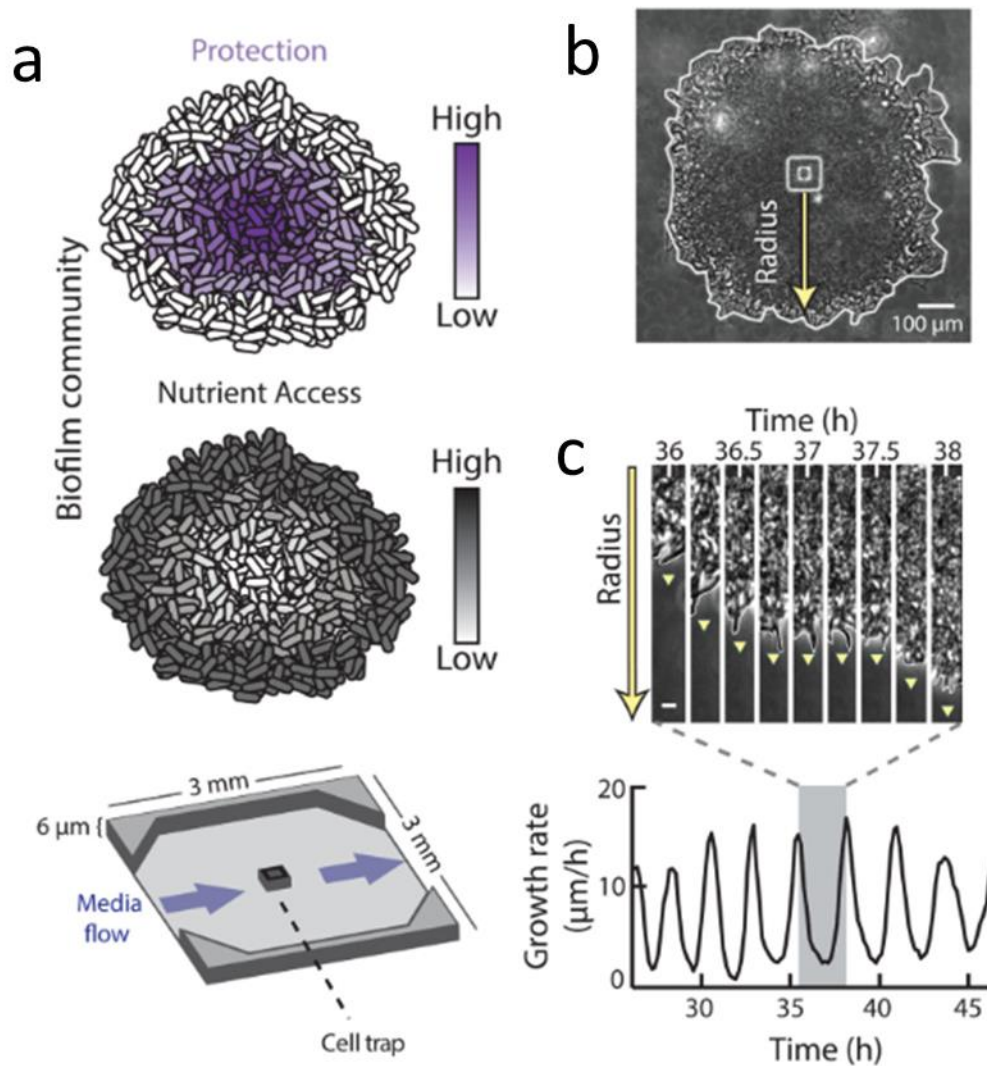 a
Protection
High
Low
Biofilm community
Nutrient Access
High
Low
3 mm
6 μm {
3 mm
Media
flow
Cell trap
b
Radius
100 μm
c
Time (h)
36 36.5 37 37.5 38
Radius
20
10
0
Growth rate
(μm/h)
30 35 40 45
Time (h)